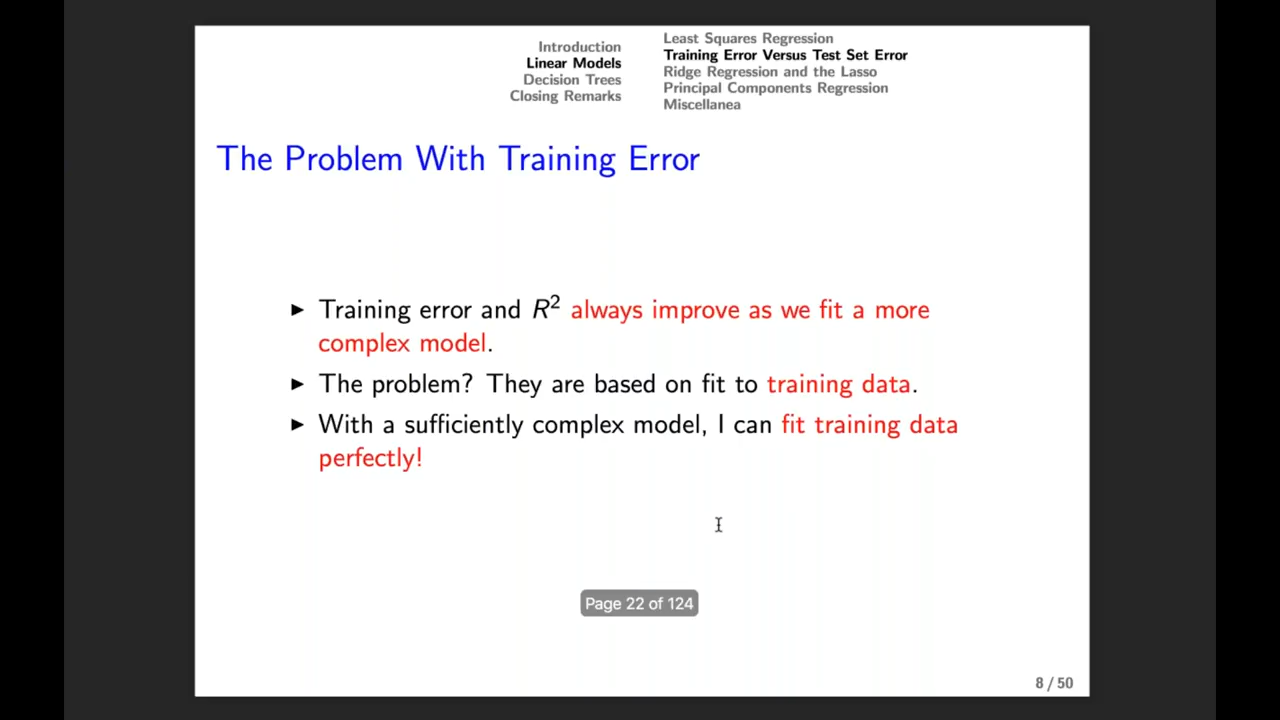 Introduction
Linear Models
Decision Trees
Closing Remarks
Least Squares Regression
Training Error Versus Test Set Error
Ridge Regression and the Lasso
Principal Components Regression
Miscellanea
The Problem With Training Error
▶ Training error and R² always improve as we fit a more
complex model.
▶ The problem? They are based on fit to training data.
▶ With a sufficiently complex model, I can fit training data
perfectly!
Page 22 of 124
8 / 50